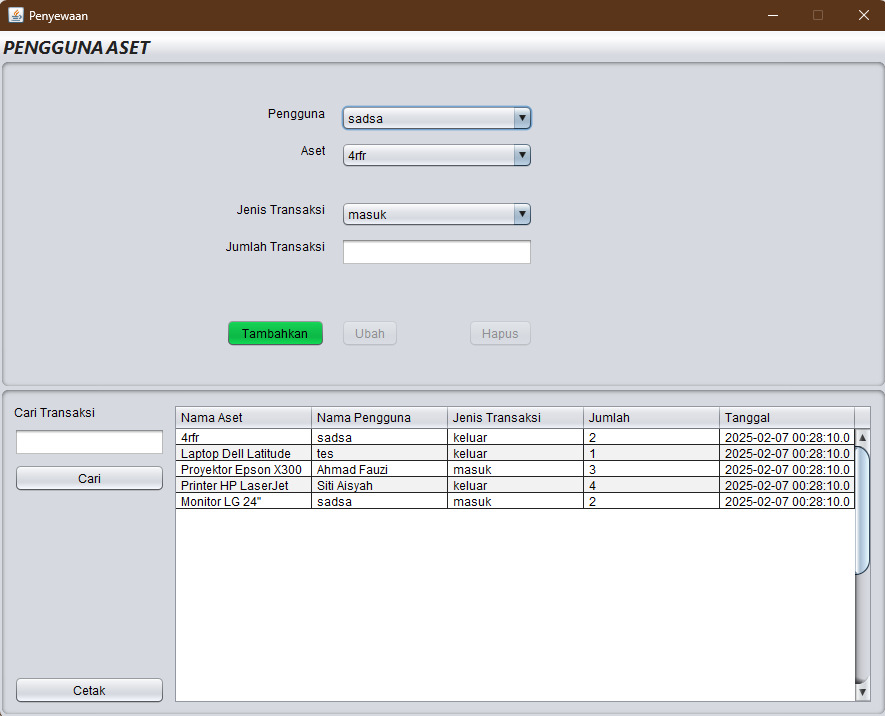 Penyewaan
PENGGUNA ASET
Pengguna
sadsa
Aset
4rfr
Jenis Transaksi
masuk
Jumlah Transaksi
Tambahkan Ubah Hapus
Cari Transaksi
Cari
Cetak
Nama Aset Nama Pengguna Jenis Transaksi Jumlah Tanggal
4rfr sadsa keluar 2 2025-02-07 00:28:10.0
Laptop Dell Latitude tes keluar 1 2025-02-07 00:28:10.0
Proyektor Epson X300 Ahmad Fauzi masuk 3 2025-02-07 00:28:10.0
Printer HP LaserJet Siti Aisyah keluar 4 2025-02-07 00:28:10.0
Monitor LG 24" sadsa masuk 2 2025-02-07 00:28:10.0